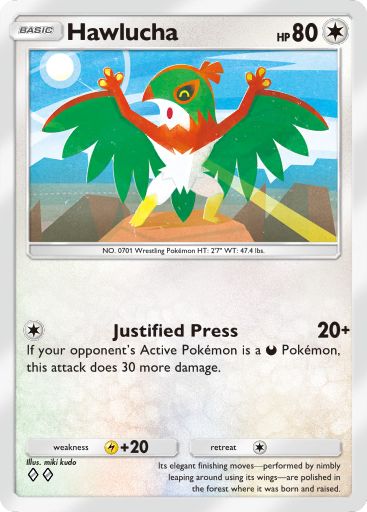 BASIC Hawlucha HP 80
NO. 0701 Wrestling Pokémon HT: 2'7" WT: 47.4 lbs.
Justified Press 20+
If your opponent's Active Pokémon is a Pokémon,
this attack does 30 more damage.
weakness +20 retreat
Illus. miki kudo
Its elegant finishing moves—performed by nimbly
leaping around using its wings—are polished in
the forest where it was born and raised.